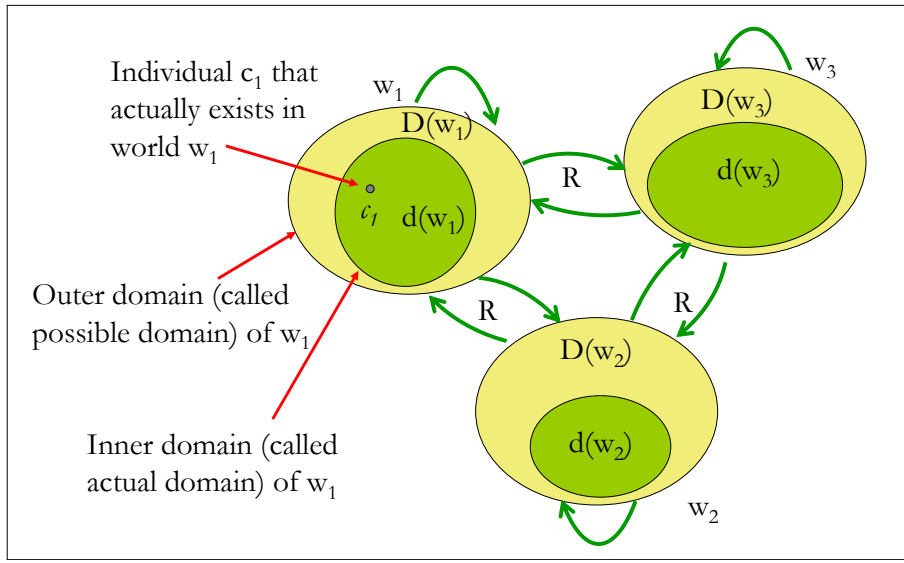 Individual c₁ that
actually exists in
world w₁
w₁
D(w₁)
c₁
d(w₁)
R
w₃
D(w₃)
d(w₃)
Outer domain (called
possible domain) of w₁
R
R
D(w₂)
d(w₂)
w₂
Inner domain (called
actual domain) of w₁